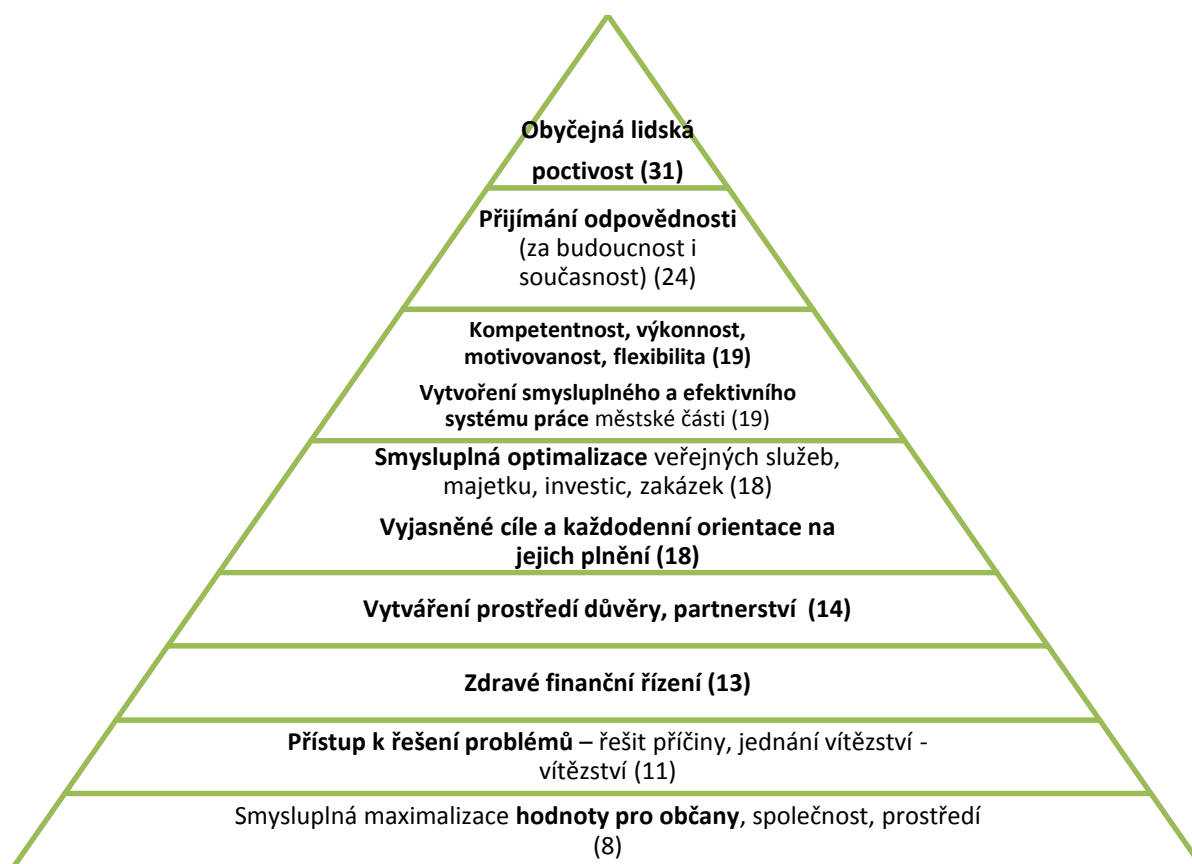 Obyčejná lidská
poctivost (31)
Přijímání odpovědnosti
(za budoucnost i
současnost) (24)
Kompetentnost, výkonnost,
motivovanost, flexibilita (19)
Vytvoření smysluplného a efektivního
systému práce městské části (19)
Smysluplná optimalizace veřejných služeb,
majetku, investic, zakázek (18)
Vyjasněné cíle a každodenní orientace na
jejich plnění (18)
Vytváření prostředí důvěry, partnerství (14)
Zdravé finanční řízení (13)
Přístup k řešení problémů – řešit příčiny, jednání vítězství -
vítězství (11)
Smysluplná maximalizace hodnoty pro občany, společnost, prostředí
(8)